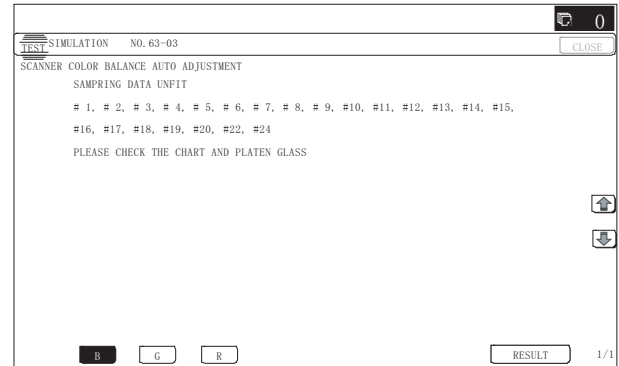 0
TEST SIMULATION NO. 63-03 CLOSE
SCANNER COLOR BALANCE AUTO ADJUSTMENT
SAMPRING DATA UNFIT
# 1, # 2, # 3, # 4, # 5, # 6, # 7, # 8, # 9, #10, #11, #12, #13, #14, #15,
#16, #17, #18, #19, #20, #22, #24
PLEASE CHECK THE CHART AND PLATEN GLASS
B G R RESULT 1/1